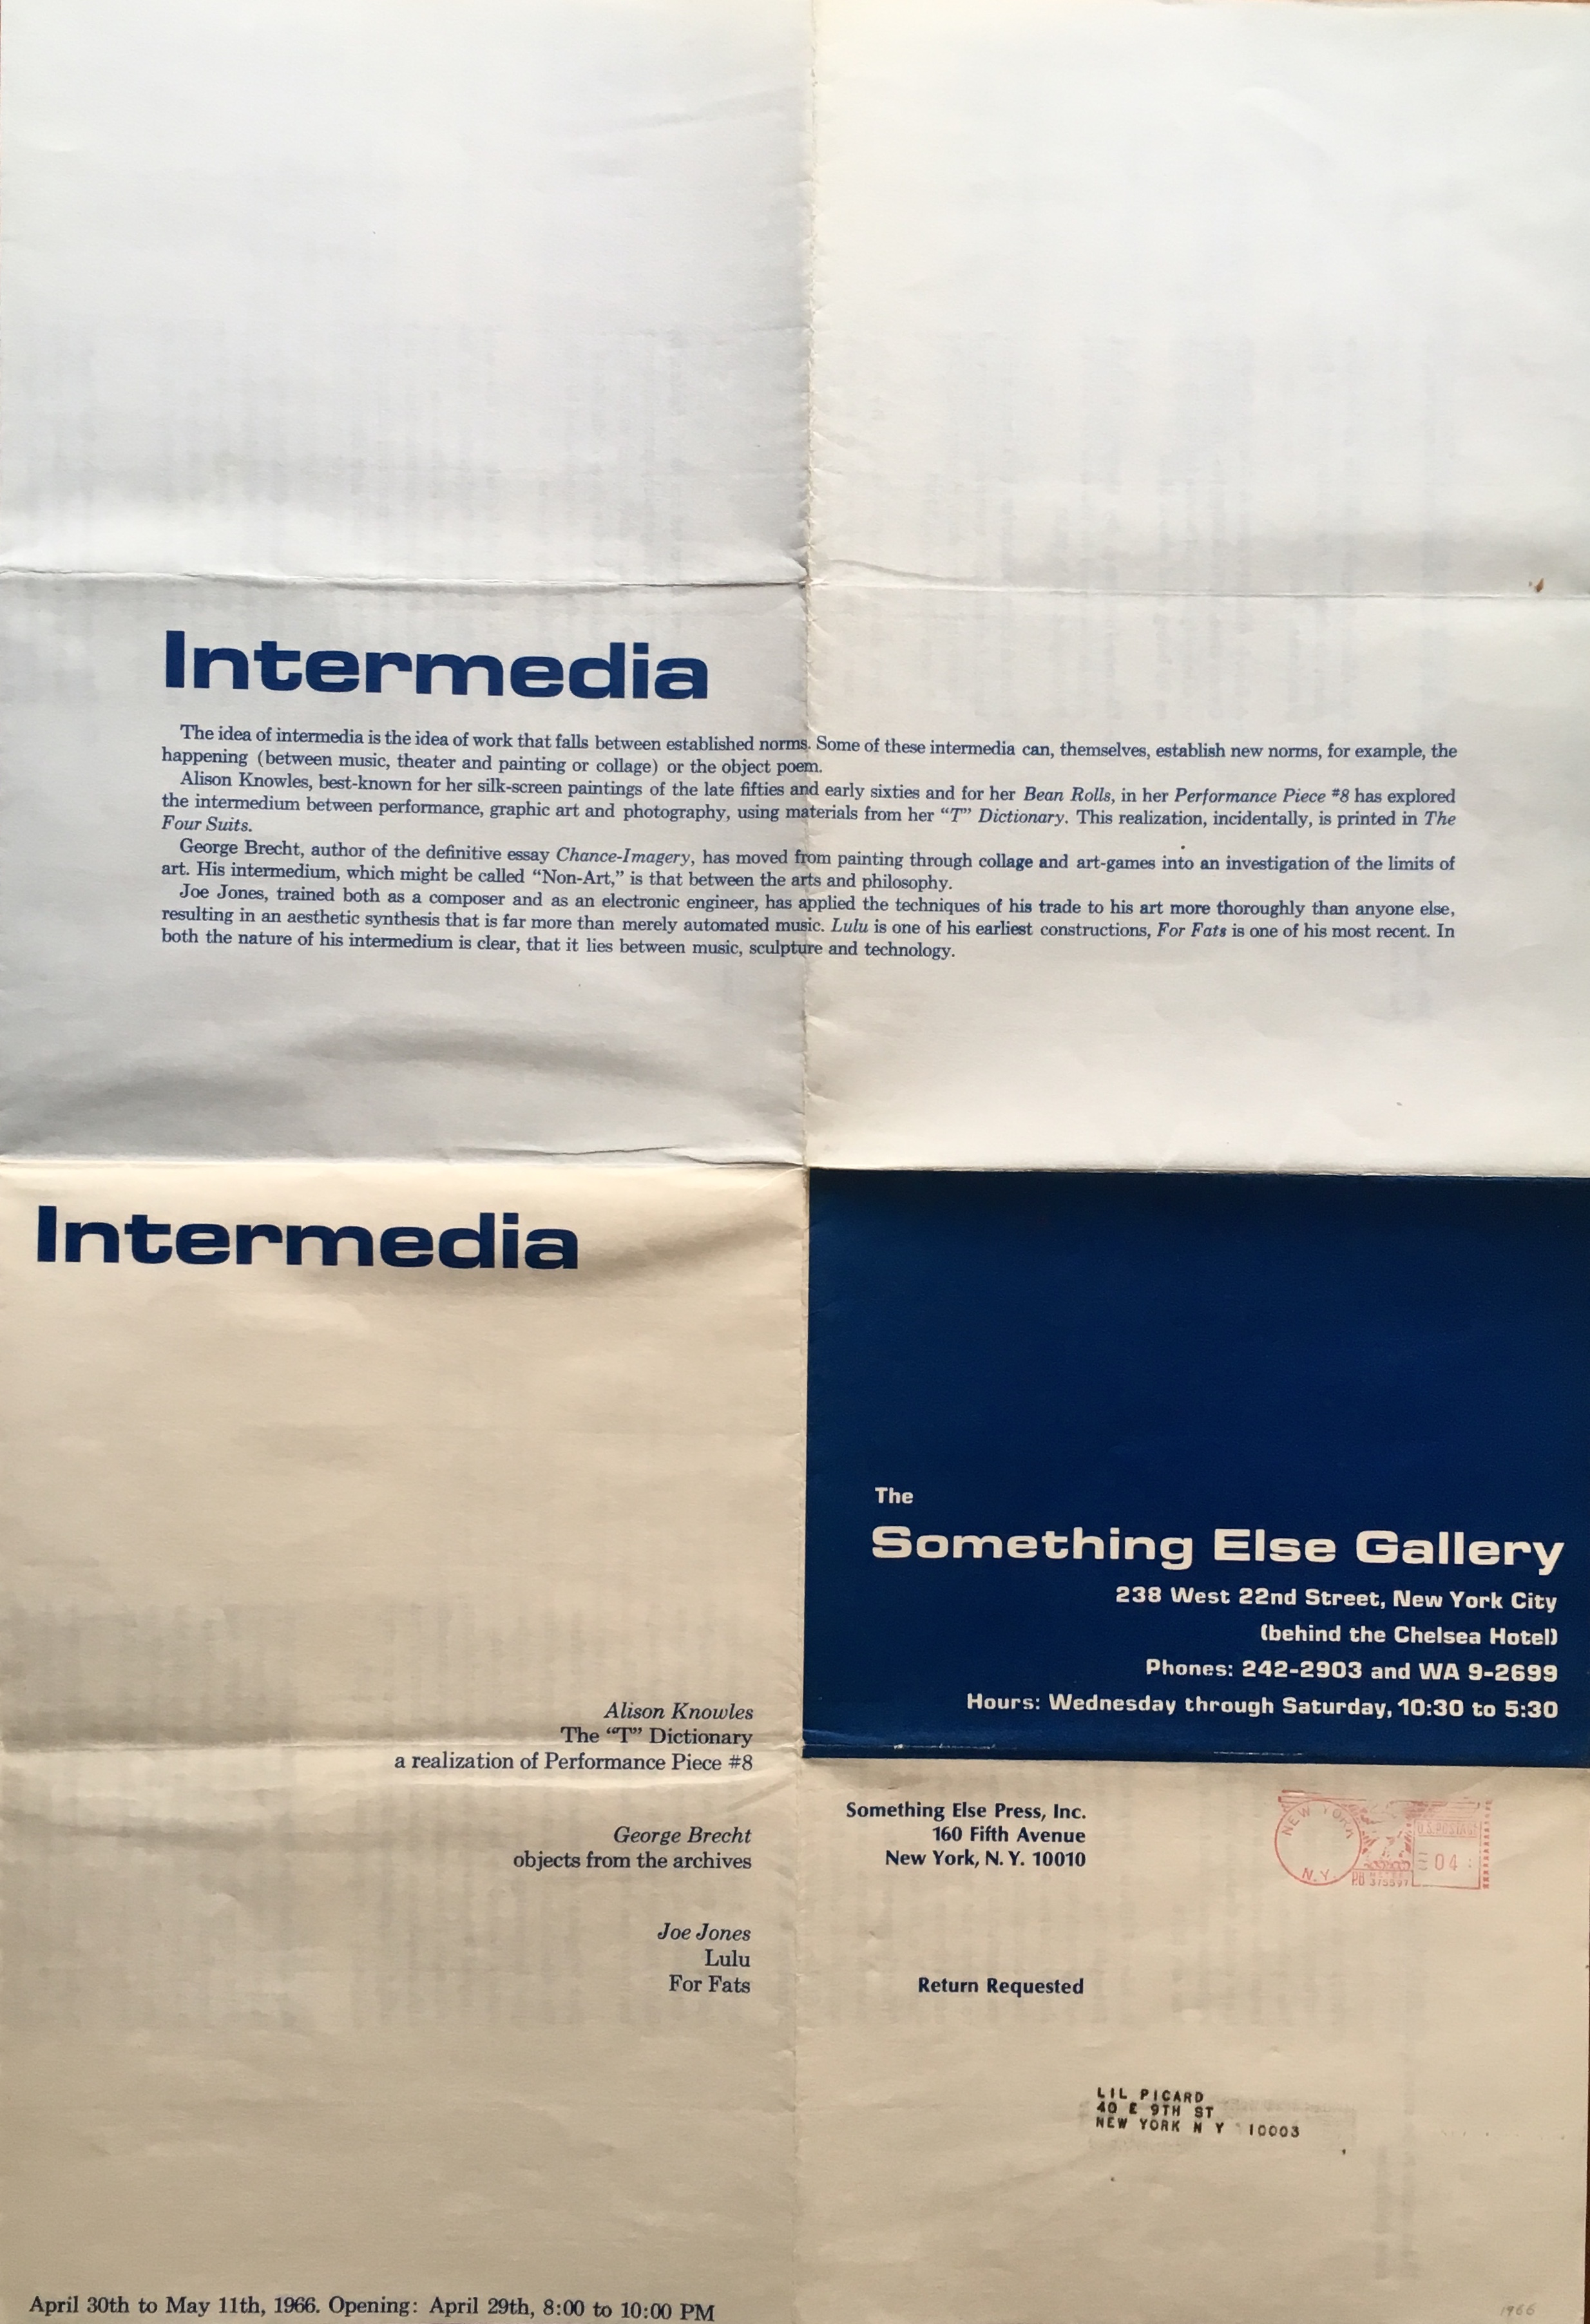 Intermedia
The idea of intermedia is the idea of work that falls between established norms. Some of these intermedia can, themselves, establish new norms, for example, the
happening (between music, theater and painting or collage) or the object poem.
Alison Knowles, best-known for her silk-screen paintings of the late fifties and early sixties and for her Bean Rolls, in her Performance Piece #8 has explored
the intermedium between performance, graphic art and photography, using materials from her “T” Dictionary. This realization, incidentally, is printed in The
Four Suits.
George Brecht, author of the definitive essay Chance-Imagery, has moved from painting through collage and art-games into an investigation of the limits of
art. His intermedium, which might be called “Non-Art,” is that between the arts and philosophy.
Joe Jones, trained both as a composer and as an electronic engineer, has applied the techniques of his trade to his art more thoroughly than anyone else,
resulting in an aesthetic synthesis that is far more than merely automated music. Lulu is one of his earliest constructions, For Fats is one of his most recent. In
both the nature of his intermedium is clear, that it lies between music, sculpture and technology.
Intermedia
Alison Knowles
The “T” Dictionary
a realization of Performance Piece #8
George Brecht
objects from the archives
Joe Jones
Lulu
For Fats
April 30th to May 11th, 1966. Opening: April 29th, 8:00 to 10:00 PM
The
Something Else Gallery
238 West 22nd Street, New York City
(behind the Chelsea Hotel)
Phones: 242-2903 and WA 9-2699
Hours: Wednesday through Saturday, 10:30 to 5:30
Something Else Press, Inc.
160 Fifth Avenue
New York, N. Y. 10010
NEW YORK
N.Y.
U.S. POSTAGE
04
Return Requested
LIL PICARD
40 E 9TH ST
NEW YORK N Y 10003
1966